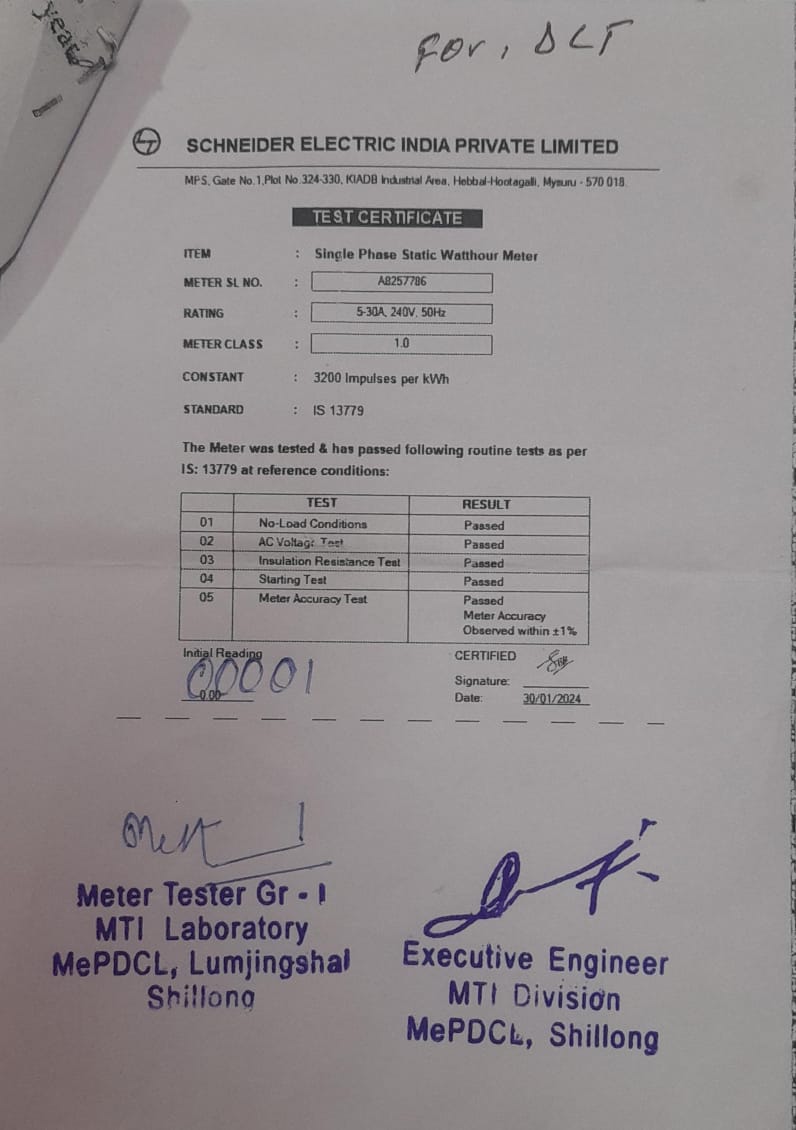 year
For, DLT
SCHNEIDER ELECTRIC INDIA PRIVATE LIMITED
MPS, Gate No.1,Plot No.324-330, KIADB Industrial Area, Hebbal-Hootagalli, Mysuru - 570 018.
TEST CERTIFICATE
ITEM : Single Phase Static Watthour Meter
METER SL NO. : A8257786
RATING : 5-30A, 240V, 50Hz
METER CLASS : 1.0
CONSTANT : 3200 Impulses per kWh
STANDARD : IS 13779
The Meter was tested & has passed following routine tests as per
IS: 13779 at reference conditions:
TEST RESULT
01 No-Load Conditions Passed
02 AC Voltage Test Passed
03 Insulation Resistance Test Passed
04 Starting Test Passed
05 Meter Accuracy Test Passed
Meter Accuracy
Observed within ±1%
Initial Reading
00001
0.00
CERTIFIED
Signature:
Date: 30/01/2024
Meter Tester Gr - I
MTI Laboratory
MePDCL, Lumjingshai
Shillong
Executive Engineer
MTI Division
MePDCL, Shillong